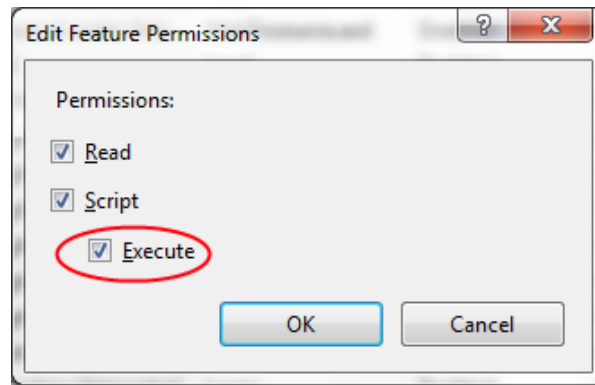 Edit Feature Permissions
Permissions:
Read
Script
Execute
OK
Cancel